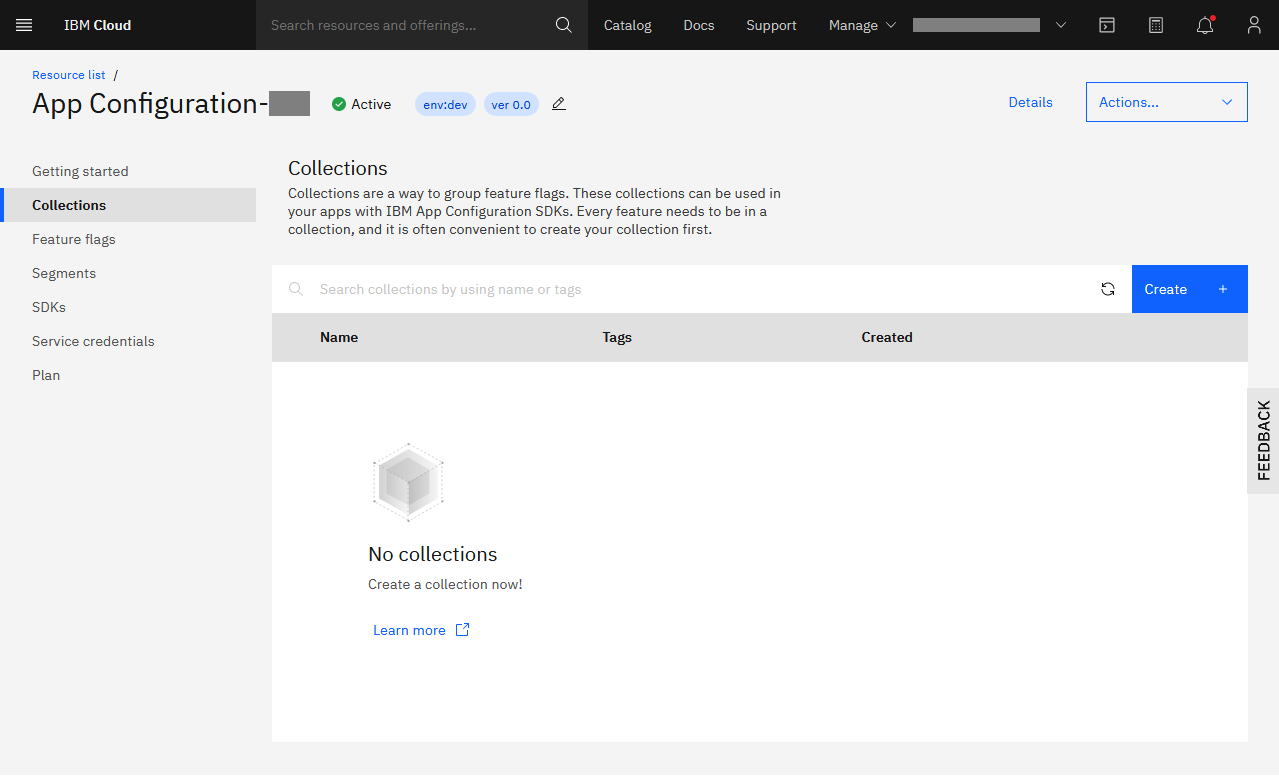 IBM Cloud
Search resources and offerings...
Catalog
Docs
Support
Manage
Resource list /
App Configuration-
Active
env:dev
ver 0.0
Details
Actions...
Getting started
Collections
Feature flags
Segments
SDKs
Service credentials
Plan
Collections
Collections are a way to group feature flags. These collections can be used in
your apps with IBM App Configuration SDKs. Every feature needs to be in a
collection, and it is often convenient to create your collection first.
Search collections by using name or tags
Create +
Name
Tags
Created
No collections
Create a collection now!
Learn more
FEEDBACK